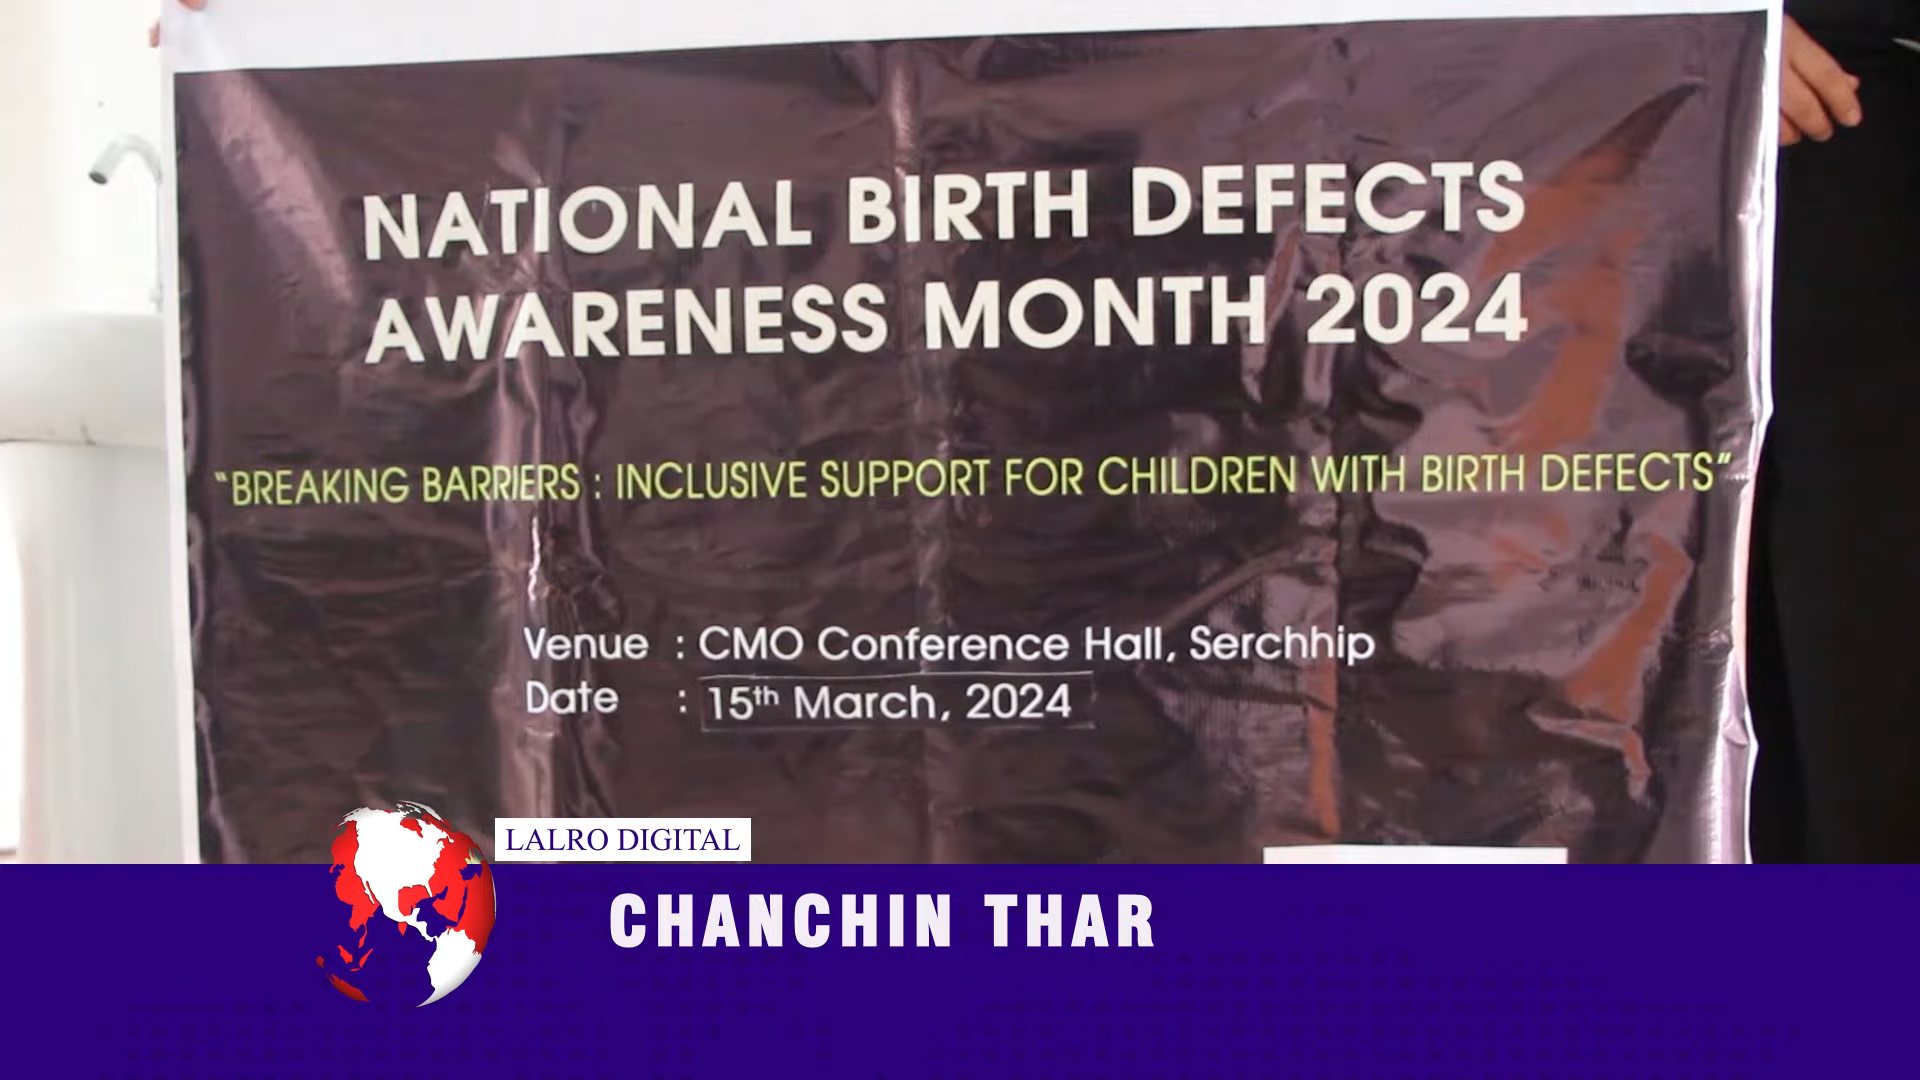 NATIONAL BIRTH DEFECTS
AWARENESS MONTH 2024
"BREAKING BARRIERS : INCLUSIVE SUPPORT FOR CHILDREN WITH BIRTH DEFECTS"
Venue : CMO Conference Hall, Serchhip
Date : 15th March, 2024
LALRO DIGITAL
CHANCHIN THAR